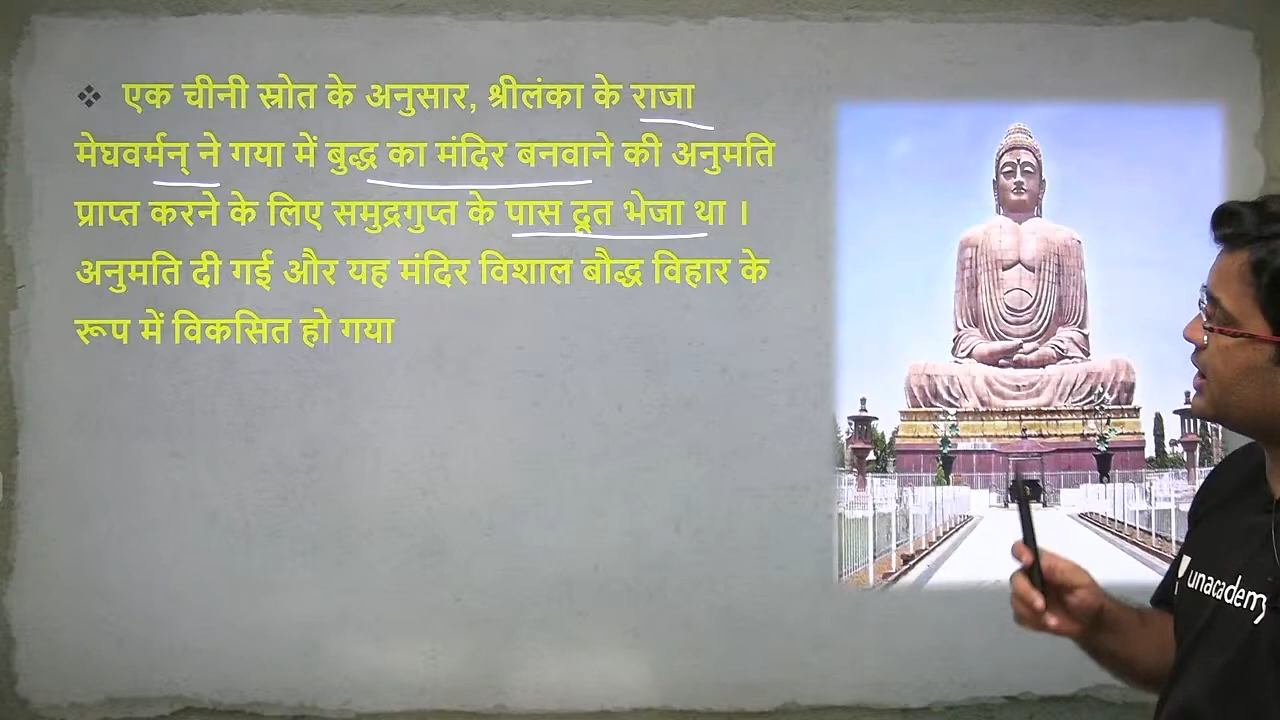 ❖ एक चीनी स्रोत के अनुसार, श्रीलंका के राजा
मेघवर्मन् ने गया में बुद्ध का मंदिर बनवाने की अनुमति
प्राप्त करने के लिए समुद्रगुप्त के पास दूत भेजा था ।
अनुमति दी गई और यह मंदिर विशाल बौद्ध विहार के
रूप में विकसित हो गया
unacademy